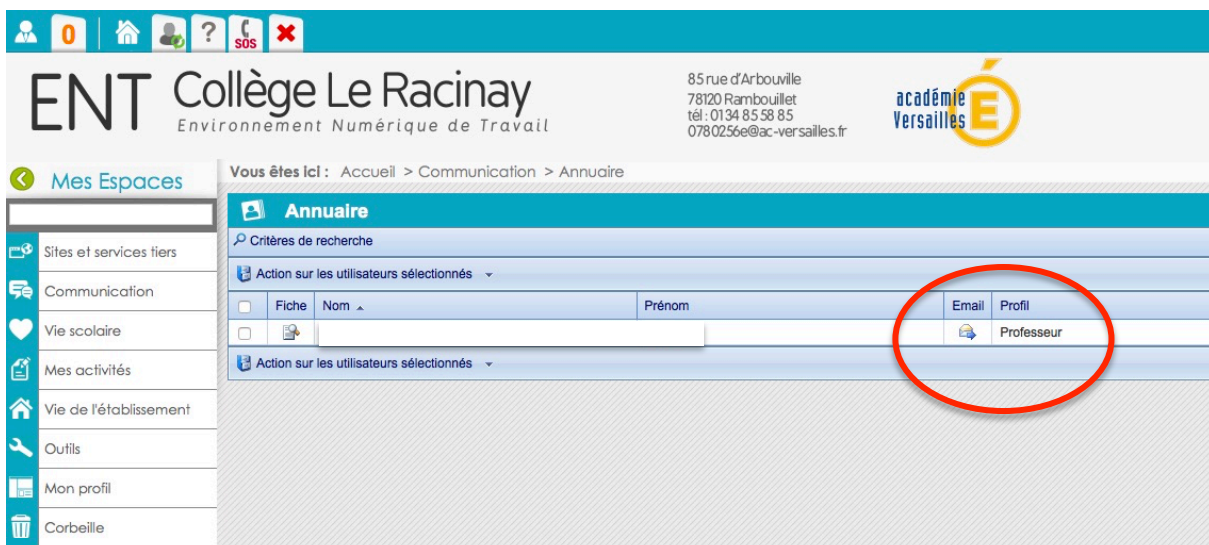 0 ? SOS
ENT Collège Le Racinay
Environnement Numérique de Travail
85 rue d'Arbouville
78120 Rambouillet
tél : 01 34 85 58 85
0780256e@ac-versailles.fr
académie
Versailles
É
Mes Espaces
Vous êtes ici : Accueil > Communication > Annuaire
Annuaire
Critères de recherche
Action sur les utilisateurs sélectionnés
Fiche Nom Prénom Email Profil
Professeur
Action sur les utilisateurs sélectionnés
Sites et services tiers
Communication
Vie scolaire
Mes activités
Vie de l'établissement
Outils
Mon profil
Corbeille